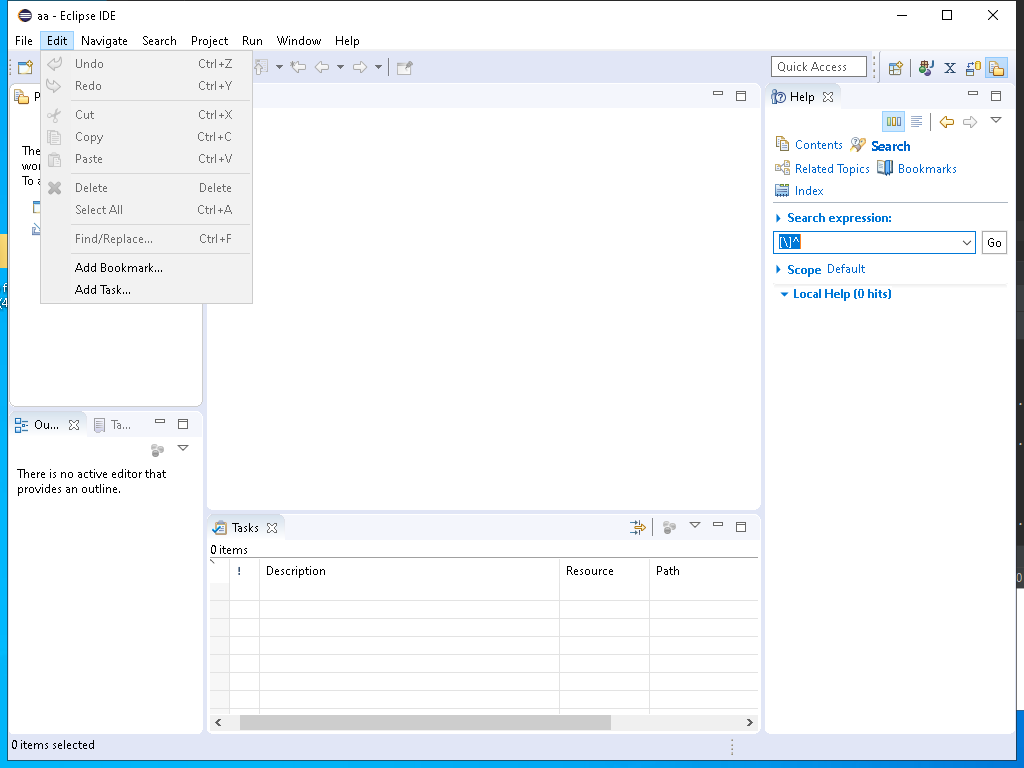 aa - Eclipse IDE
File Edit Navigate Search Project Run Window Help
Undo Ctrl+Z
Redo Ctrl+Y
Cut Ctrl+X
Copy Ctrl+C
Paste Ctrl+V
Delete Delete
Select All Ctrl+A
Find/Replace... Ctrl+F
Add Bookmark...
Add Task...
Quick Access
Help
Contents Search
Related Topics Bookmarks
Index
Search expression:
[\]^ Go
Scope Default
Local Help (0 hits)
Ou... Ta...
There is no active editor that
provides an outline.
Tasks
0 items
! Description Resource Path
0 items selected